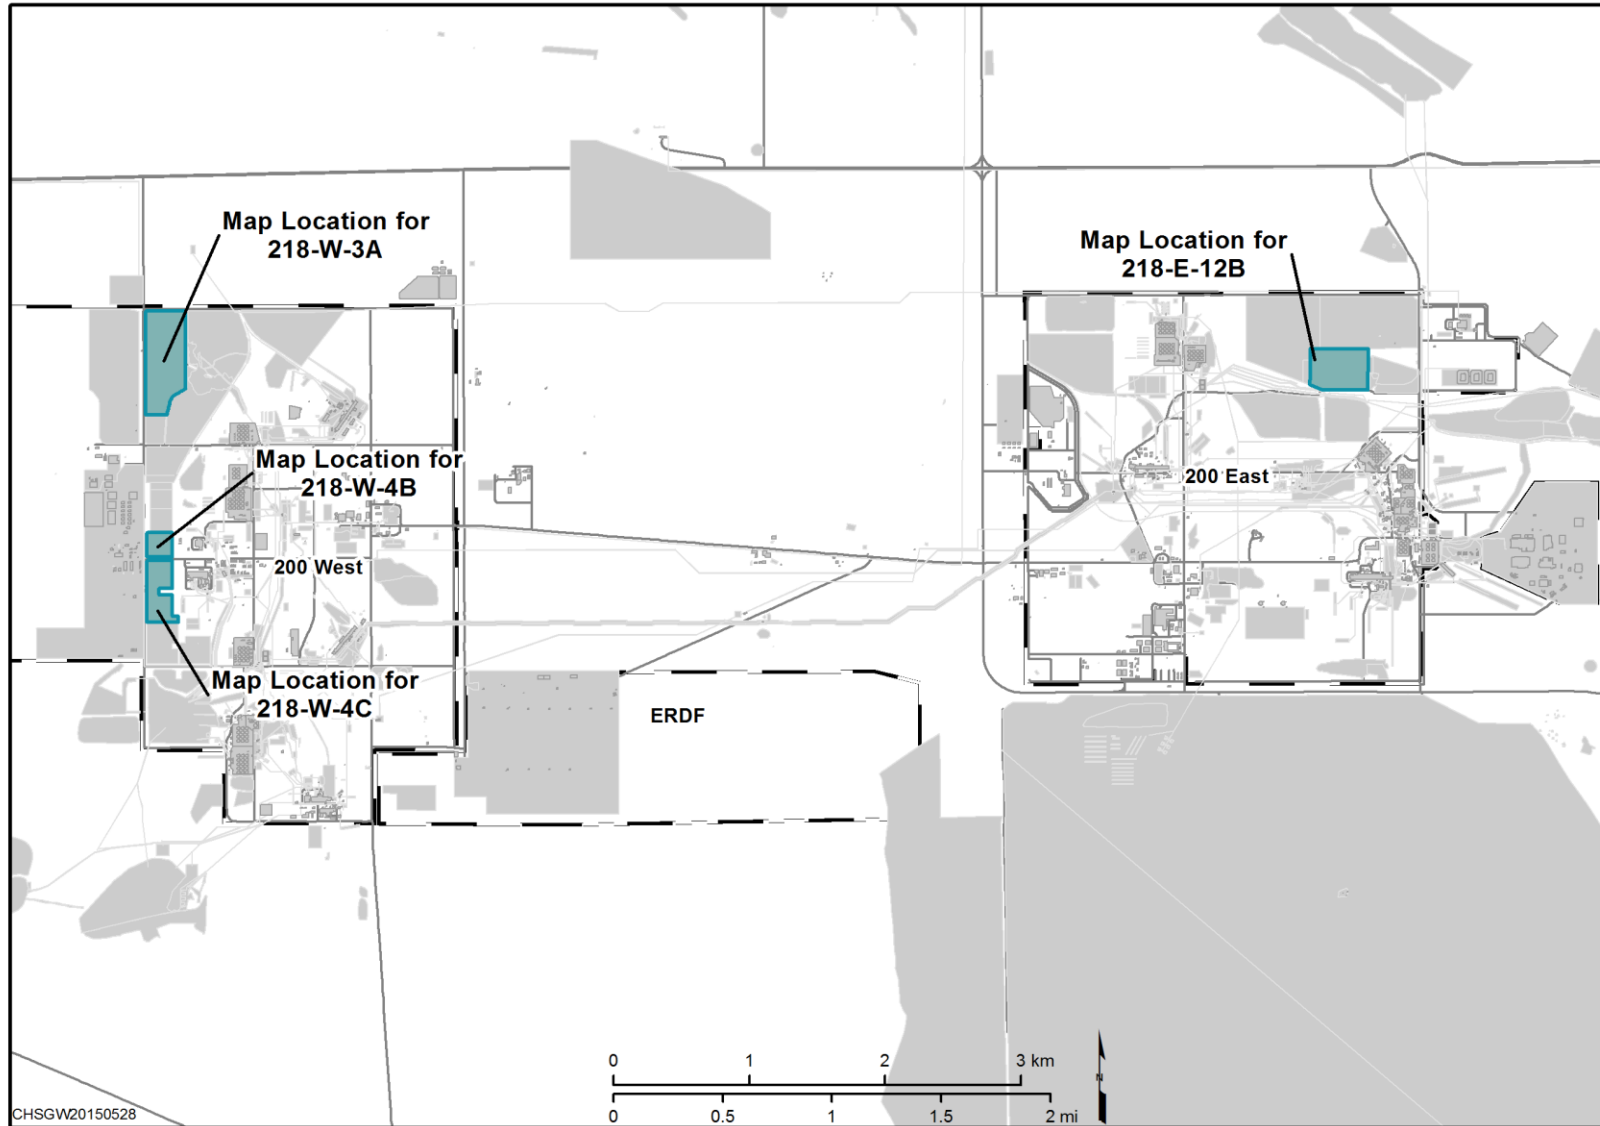 Map Location for
218-W-3A
Map Location for
218-E-12B
Map Location for
218-W-4B
200 East
200 West
Map Location for
218-W-4C
ERDF
0 1 2 3 km
N
0 0.5 1 1.5 2 mi
CHSGW20150528